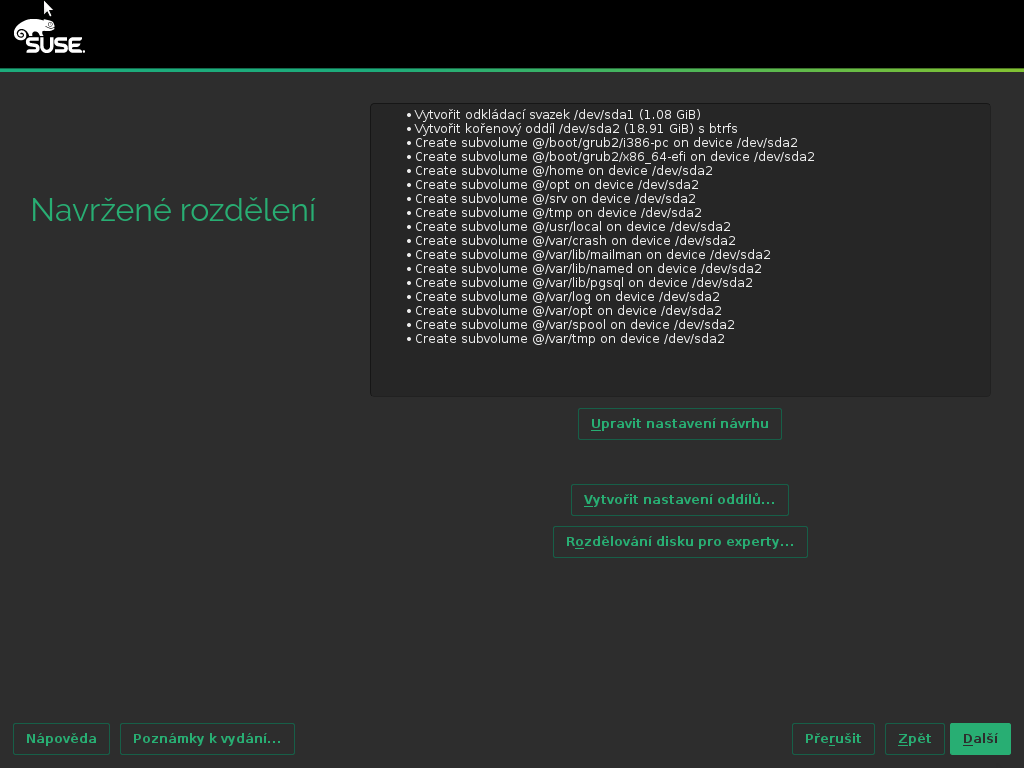 SUSE.
Navržené rozdělení
• Vytvořit odkládací svazek /dev/sda1 (1.08 GiB)
• Vytvořit kořenový oddíl /dev/sda2 (18.91 GiB) s btrfs
• Create subvolume @/boot/grub2/i386-pc on device /dev/sda2
• Create subvolume @/boot/grub2/x86_64-efi on device /dev/sda2
• Create subvolume @/home on device /dev/sda2
• Create subvolume @/opt on device /dev/sda2
• Create subvolume @/srv on device /dev/sda2
• Create subvolume @/tmp on device /dev/sda2
• Create subvolume @/usr/local on device /dev/sda2
• Create subvolume @/var/crash on device /dev/sda2
• Create subvolume @/var/lib/mailman on device /dev/sda2
• Create subvolume @/var/lib/named on device /dev/sda2
• Create subvolume @/var/lib/pgsql on device /dev/sda2
• Create subvolume @/var/log on device /dev/sda2
• Create subvolume @/var/opt on device /dev/sda2
• Create subvolume @/var/spool on device /dev/sda2
• Create subvolume @/var/tmp on device /dev/sda2
Upravit nastavení návrhu
Vytvořit nastavení oddílů...
Rozdělování disku pro experty...
Nápověda
Poznámky k vydání...
Přerušit
Zpět
Další